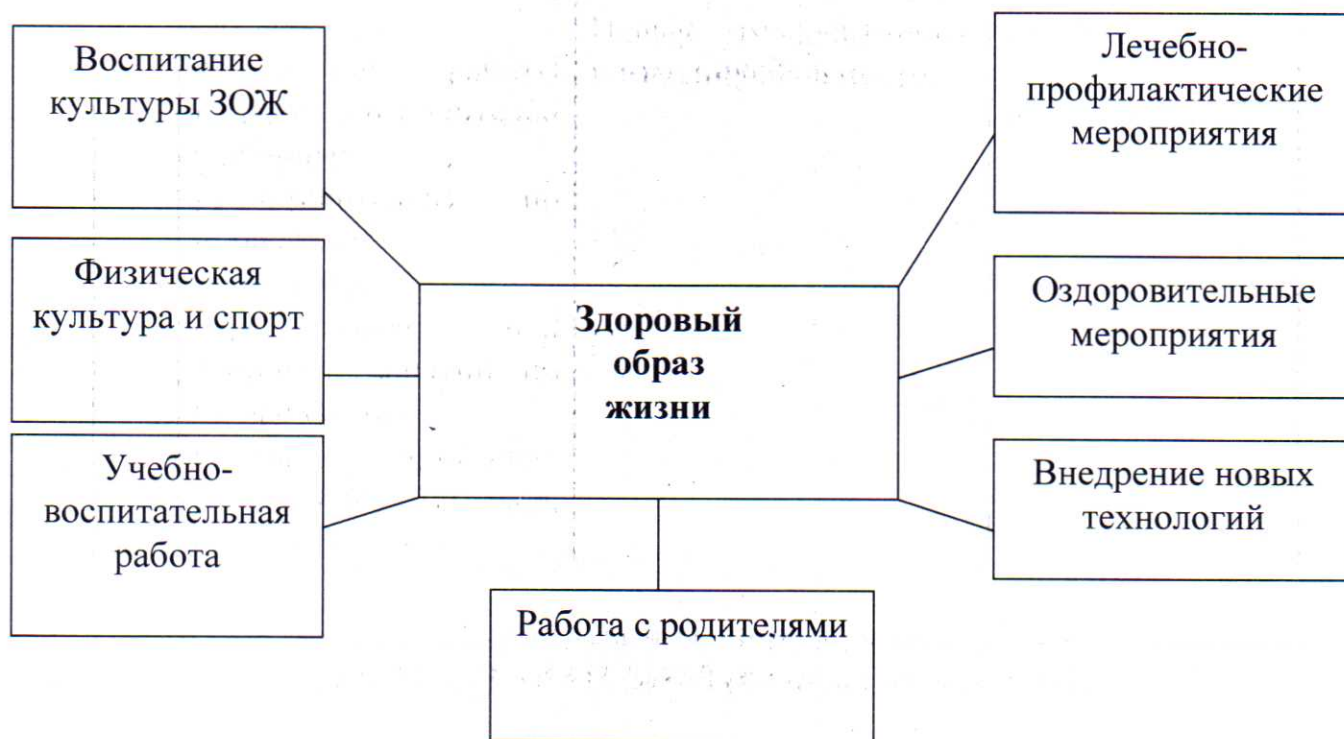 Воспитание
культуры ЗОЖ
Физическая
культура и спорт
Учебно-
воспитательная
работа
Здоровый
образ
жизни
Работа с родителями
Лечебно-
профилактические
мероприятия
Оздоровительные
мероприятия
Внедрение новых
технологий